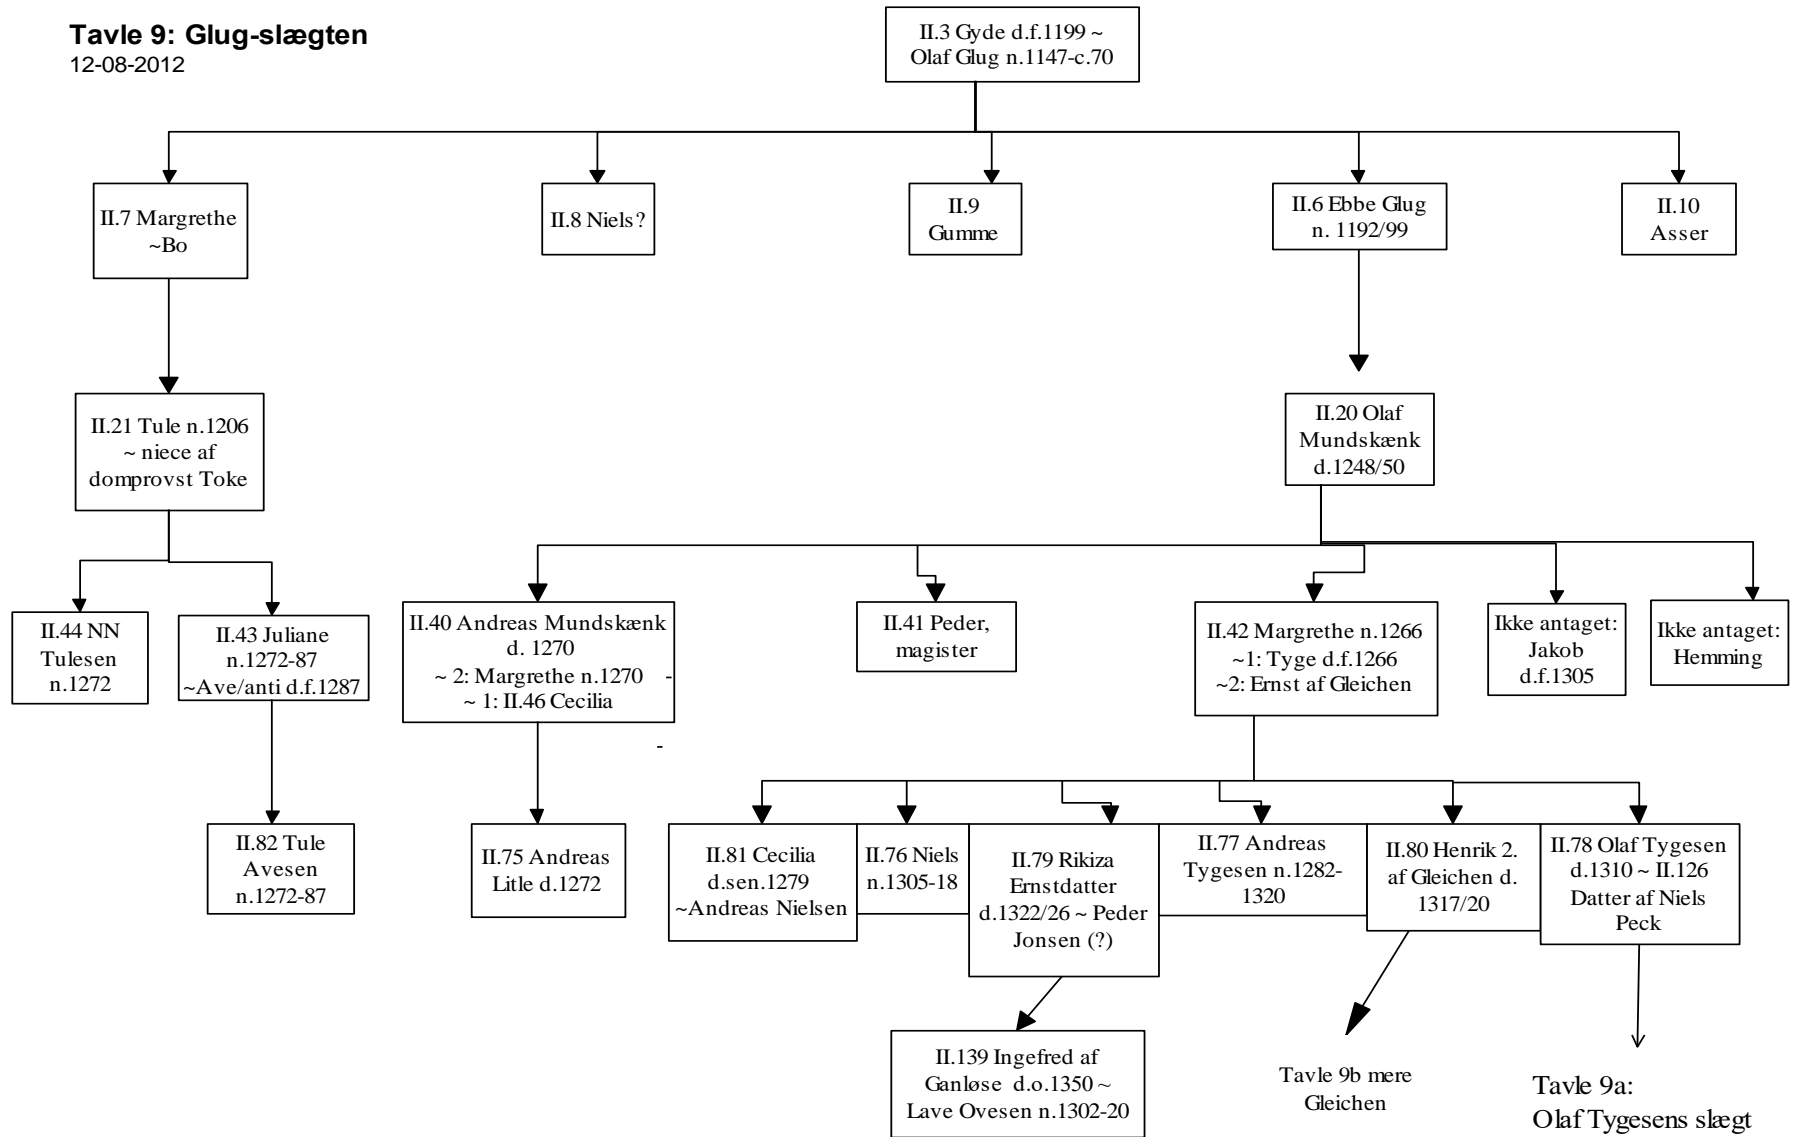 Tavle 9: Glug-slægten
12-08-2012
II.3 Gyde d.f.1199 ~
Olaf Glug n.1147-c.70
II.7 Margrethe
~Bo
II.8 Niels?
II.9
Gumme
II.6 Ebbe Glug
n. 1192/99
II.10
Asser
II.21 Tule n.1206
~ niece af
domprovst Toke
II.20 Olaf
Mundskænk
d.1248/50
II.44 NN
Tulesen
n.1272
II.43 Juliane
n.1272-87
~Ave/anti d.f.1287
II.40 Andreas Mundskænk
d. 1270
~ 2: Margrethe n.1270 -
~ 1: II.46 Cecilia
-
II.41 Peder,
magister
II.42 Margrethe n.1266
~1: Tyge d.f.1266
~2: Ernst af Gleichen
Ikke antaget:
Jakob
d.f.1305
Ikke antaget:
Hemming
II.82 Tule
Avesen
n.1272-87
II.75 Andreas
Litle d.1272
II.81 Cecilia
d.sen.1279
~Andreas Nielsen
II.76 Niels
n.1305-18
II.79 Rikiza
Ernstdatter
d.1322/26 ~ Peder
Jonsen (?)
II.77 Andreas
Tygesen n.1282-
1320
II.80 Henrik 2.
af Gleichen d.
1317/20
II.78 Olaf Tygesen
d.1310 ~ II.126
Datter af Niels
Peck
II.139 Ingefred af
Ganløse d.o.1350 ~
Lave Ovesen n.1302-20
Tavle 9b mere
Gleichen
Tavle 9a:
Olaf Tygesens slægt